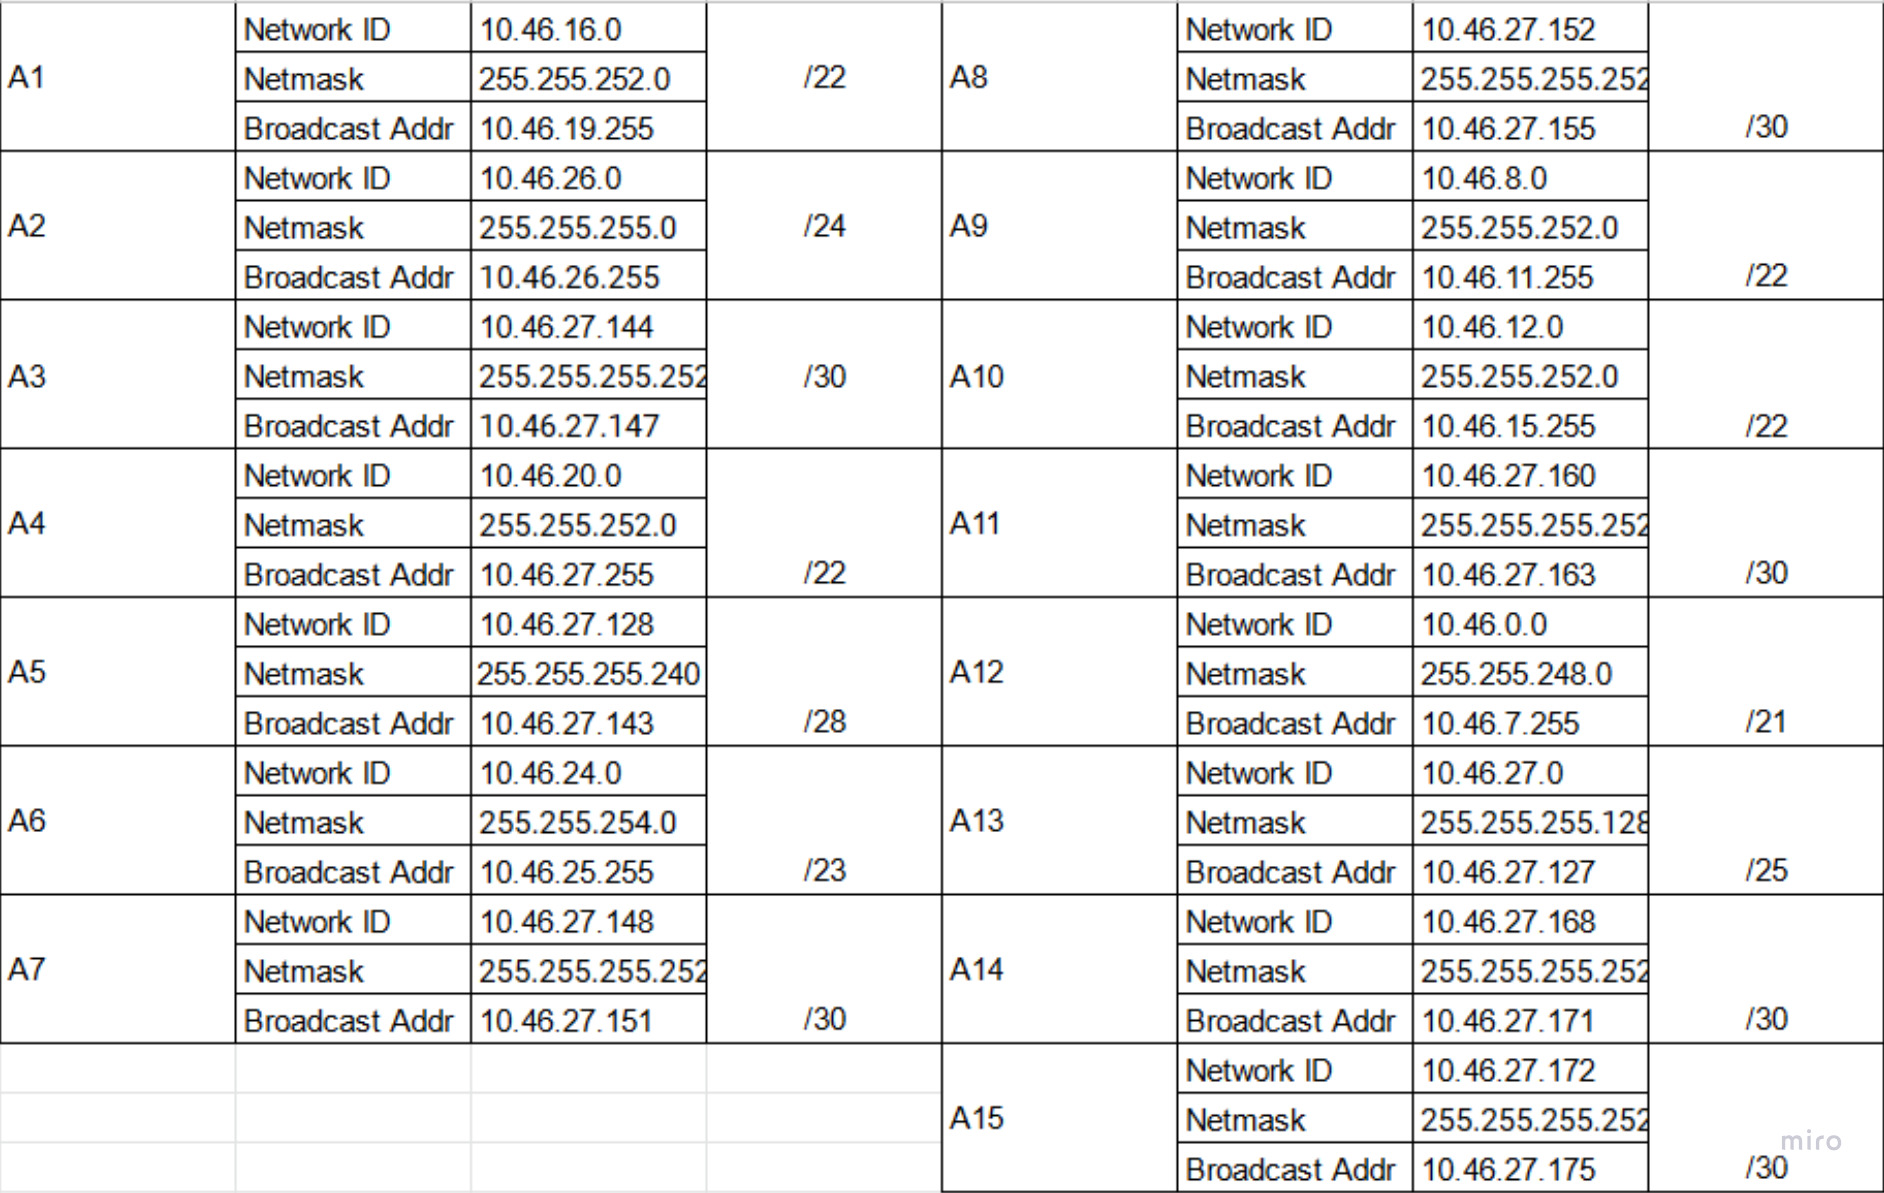 Network ID 10.46.16.0 Network ID 10.46.27.152
A1 Netmask 255.255.252.0 /22 A8 Netmask 255.255.255.252
Broadcast Addr 10.46.19.255 Broadcast Addr 10.46.27.155 /30
Network ID 10.46.26.0 Network ID 10.46.8.0
A2 Netmask 255.255.255.0 /24 A9 Netmask 255.255.252.0
Broadcast Addr 10.46.26.255 Broadcast Addr 10.46.11.255 /22
Network ID 10.46.27.144 Network ID 10.46.12.0
A3 Netmask 255.255.255.252 /30 A10 Netmask 255.255.252.0
Broadcast Addr 10.46.27.147 Broadcast Addr 10.46.15.255 /22
Network ID 10.46.20.0 Network ID 10.46.27.160
A4 Netmask 255.255.252.0 A11 Netmask 255.255.255.252
Broadcast Addr 10.46.27.255 /22 Broadcast Addr 10.46.27.163 /30
Network ID 10.46.27.128 Network ID 10.46.0.0
A5 Netmask 255.255.255.240 A12 Netmask 255.255.248.0
Broadcast Addr 10.46.27.143 /28 Broadcast Addr 10.46.7.255 /21
Network ID 10.46.24.0 Network ID 10.46.27.0
A6 Netmask 255.255.254.0 A13 Netmask 255.255.255.128
Broadcast Addr 10.46.25.255 /23 Broadcast Addr 10.46.27.127 /25
Network ID 10.46.27.148 Network ID 10.46.27.168
A7 Netmask 255.255.255.252 A14 Netmask 255.255.255.252
Broadcast Addr 10.46.27.151 /30 Broadcast Addr 10.46.27.171 /30
Network ID 10.46.27.172
A15 Netmask 255.255.255.252
miro
Broadcast Addr 10.46.27.175 /30